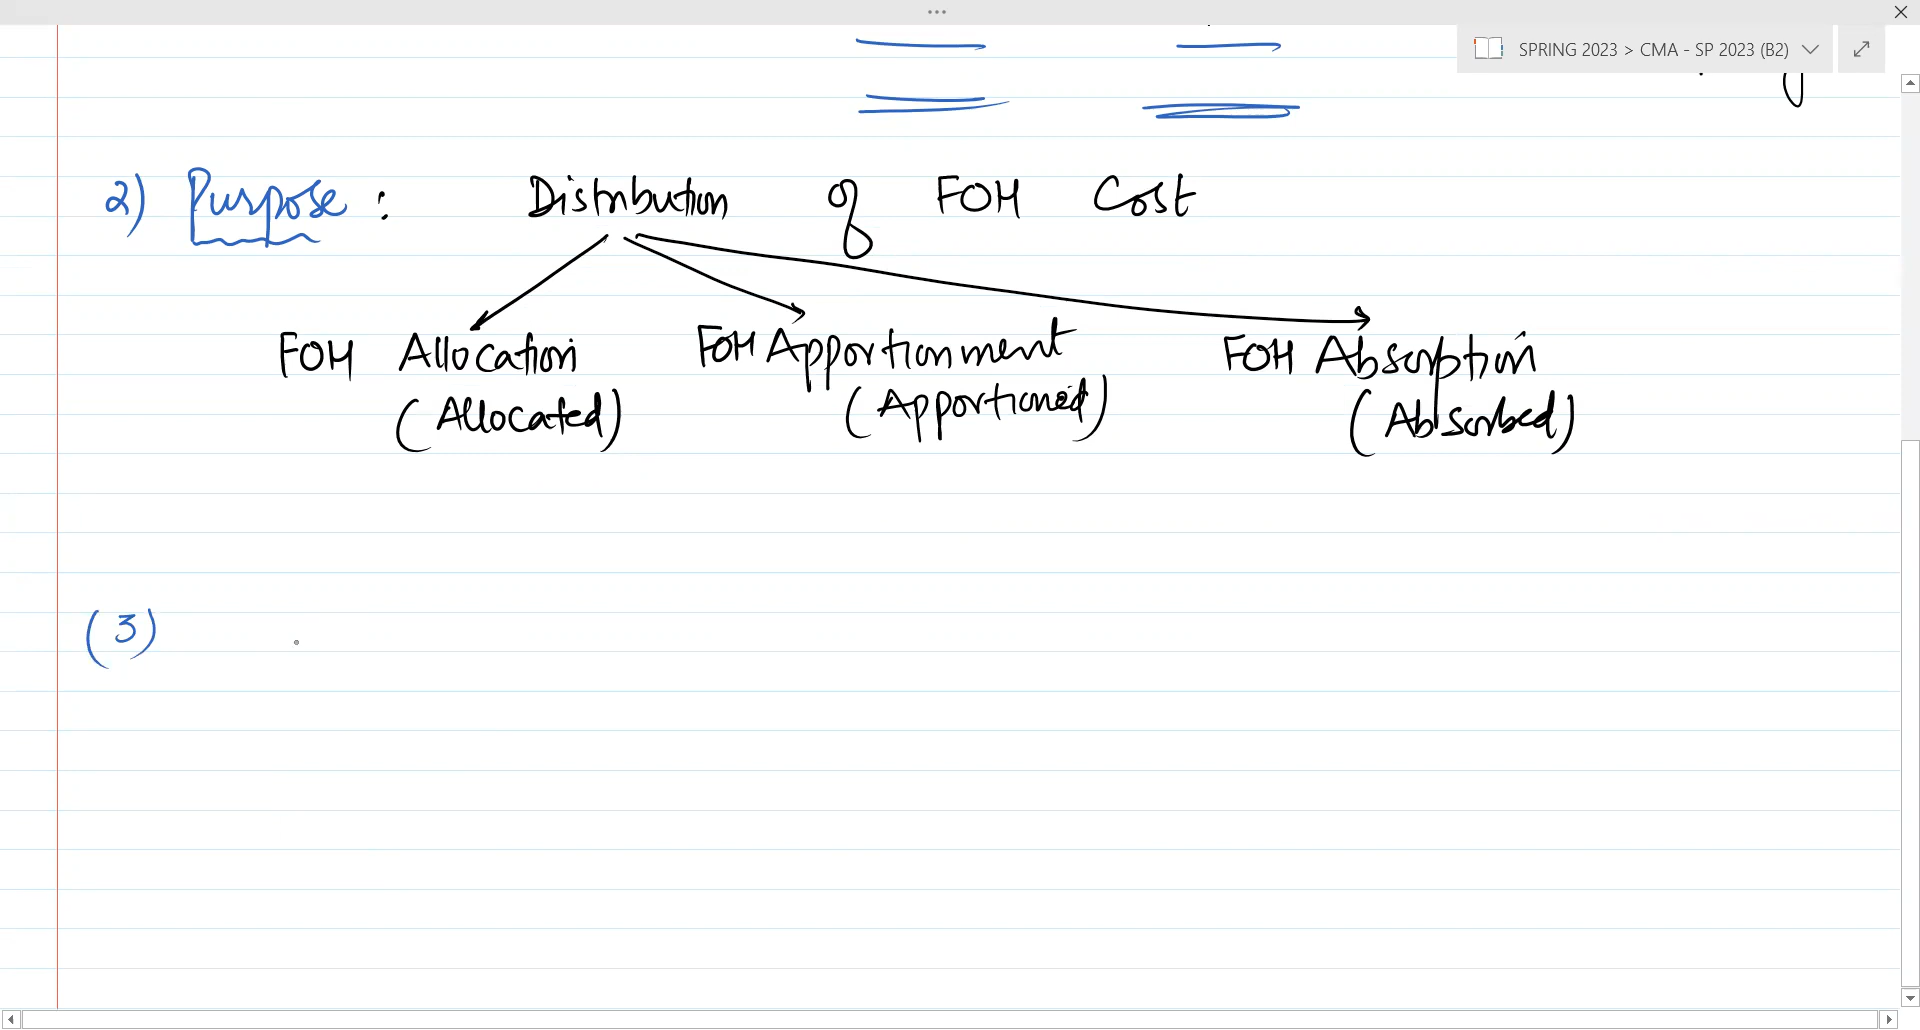 SPRING 2023 > CMA - SP 2023 (B2)
2) Purpose : Distribution of FOH Cost
FOH Allocation FOH Apportionment FOH Absorption
(Allocated) (Apportioned) (Absorbed)
(3)